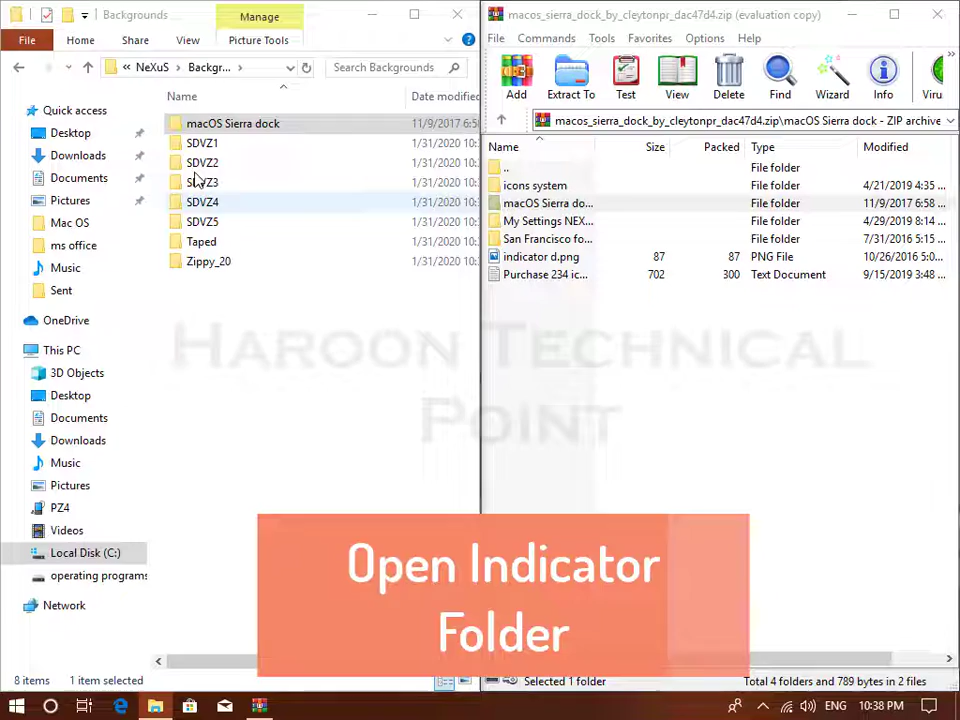 Backgrounds
Manage
File
Home
Share
View
Picture Tools
NeXuS
Backgr...
Search Backgrounds
Name
Date modified
Quick access
Desktop
Downloads
Documents
Pictures
Mac OS
ms office
Music
Sent
OneDrive
This PC
3D Objects
Desktop
Documents
Downloads
Music
Pictures
PZ4
Videos
Local Disk (C:)
operating programs
Network
macOS Sierra dock 11/9/2017 6:58
SDVZ1 1/31/2020 10:
SDVZ2 1/31/2020 10:
SDVZ3 1/31/2020 10:
SDVZ4 1/31/2020 10:
SDVZ5 1/31/2020 10:
Taped 1/31/2020 10:
Zippy_20 1/31/2020 10:
8 items 1 item selected
macos_sierra_dock_by_cleytonpr_dac47d4.zip (evaluation copy)
File Commands Tools Favorites Options Help
Add Extract To Test View Delete Find Wizard Info Viru
macos_sierra_dock_by_cleytonpr_dac47d4.zip\macOS Sierra dock - ZIP archive
Name Size Packed Type Modified
.. File folder
icons system File folder 4/21/2019 4:35 ...
macOS Sierra do... File folder 11/9/2017 6:58 ...
My Settings NEX... File folder 4/29/2019 8:14 ...
San Francisco fo... File folder 7/31/2016 5:15 ...
indicator d.png 87 87 PNG File 10/26/2016 5:0...
Purchase 234 ic... 702 300 Text Document 9/15/2019 3:48 ...
Haroon Technical
Point
Open Indicator
Folder
Selected 1 folder
Total 4 folders and 789 bytes in 2 files
ENG 10:38 PM